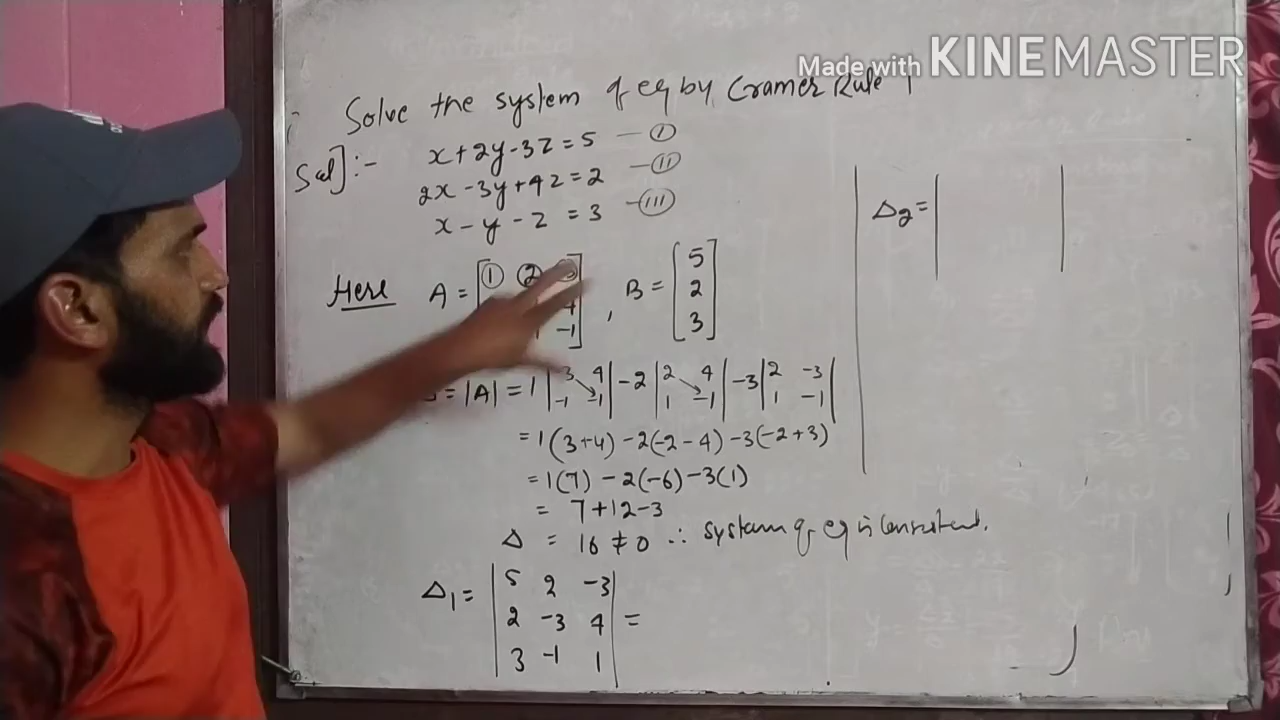 Made with KINEMASTER
Solve the system of eq by Cramer Rule
Sol]:- x+2y-3z=5 —(I)
2x-3y+4z=2 —(II)
x-y-z=3 —(III)
Here A = [1 2 -1], B = [5 2 3]
= |A| = 1 |3 4 -1 -1| -2 |2 4 1 -1| -3 |2 -3 1 -1|
= 1(3+4) -2(-2-4) -3(-2+3)
= 1(7) -2(-6) -3(1)
= 7+12-3
Δ = 16 ≠ 0 ∴ system of eq is consistent.
Δ1 = |5 2 -3
2 -3 4
3 -1 1| =
Δ2 = | |